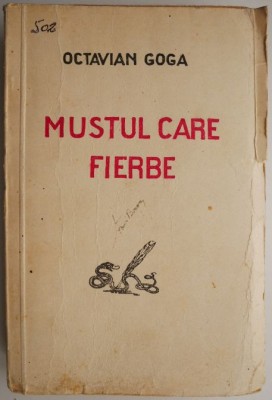 502
OCTAVIAN GOGA
MUSTUL CARE
FIERBE